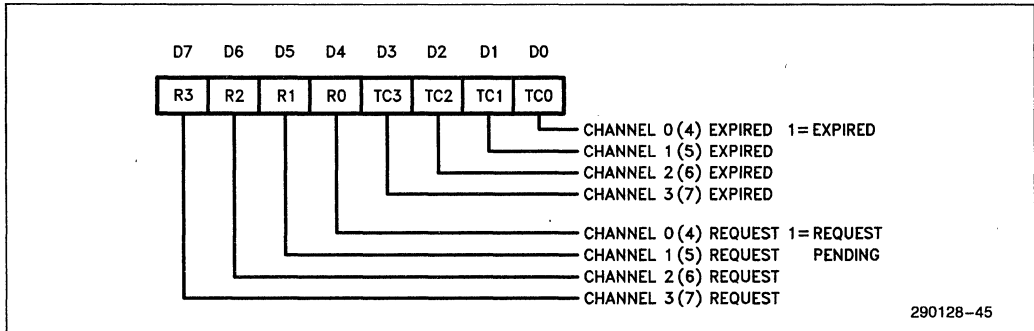 D7 D6 D5 D4 D3 D2 D1 D0
R3 R2 R1 R0 TC3 TC2 TC1 TC0
CHANNEL 0(4) EXPIRED 1=EXPIRED
CHANNEL 1(5) EXPIRED
CHANNEL 2(6) EXPIRED
CHANNEL 3(7) EXPIRED
CHANNEL 0(4) REQUEST 1=REQUEST
CHANNEL 1(5) REQUEST PENDING
CHANNEL 2(6) REQUEST
CHANNEL 3(7) REQUEST
290128-45